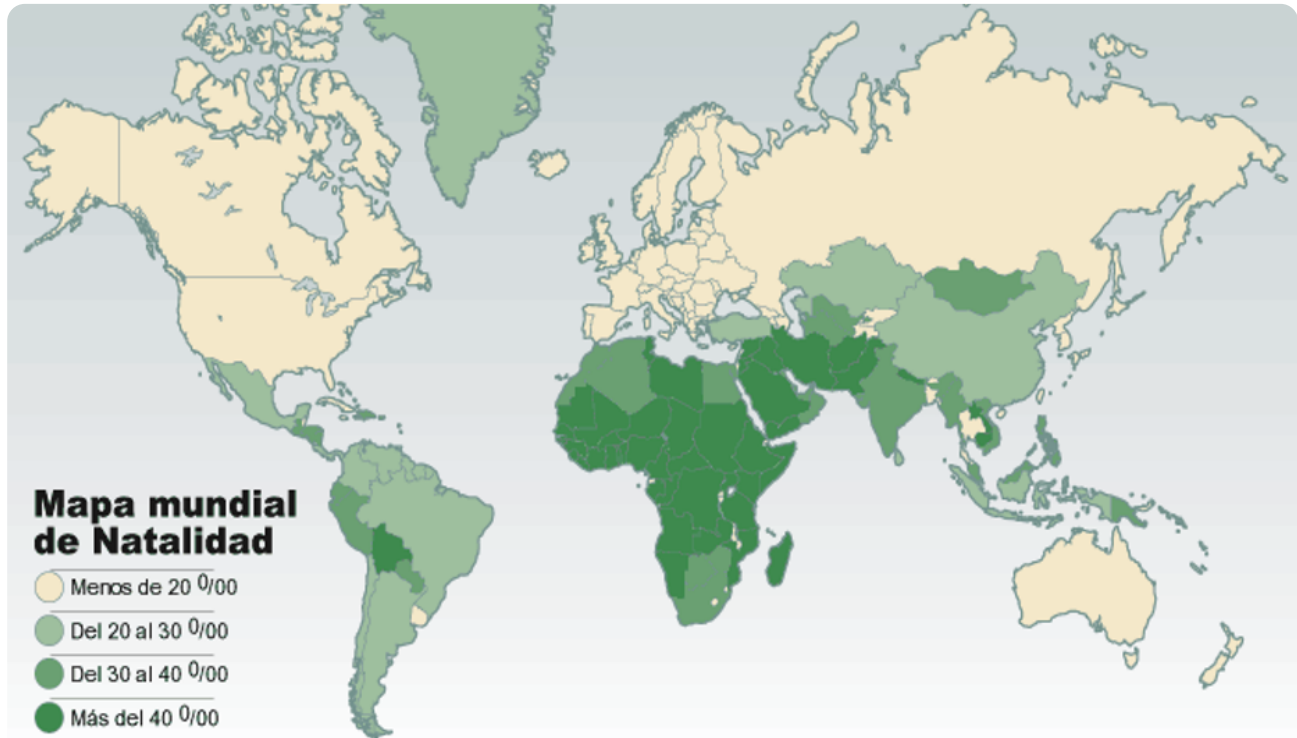 Mapa mundial
de Natalidad
Menos de 20 0/00
Del 20 al 30 0/00
Del 30 al 40 0/00
Más del 40 0/00